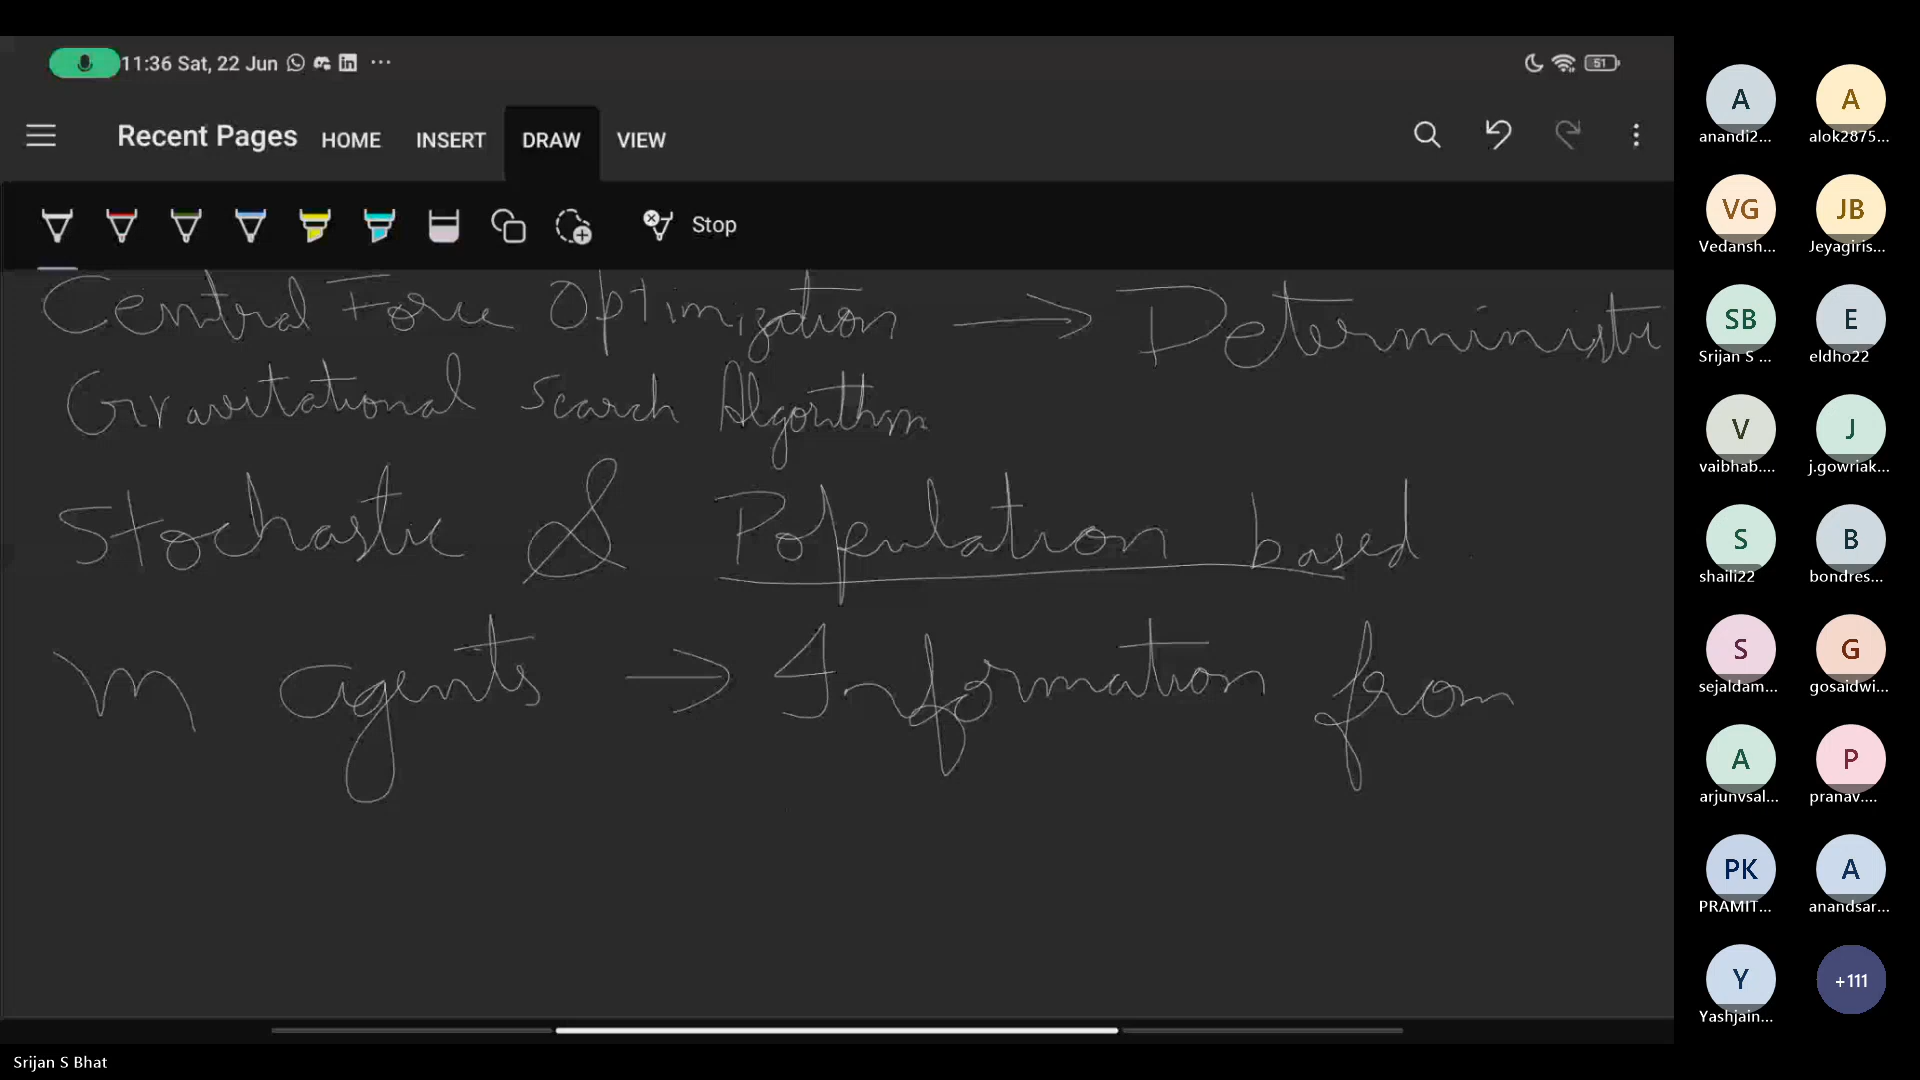 11:36 Sat, 22 Jun ... 51
Recent Pages HOME INSERT DRAW VIEW
Stop
Central Force Optimization → Deterministic
Gravitational Search Algorithm
Stochastic & Population based
m agents → Information from
A A
anandi2... alok2875...
VG JB
Vedansh... Jeyagiris...
SB E
Srijan S ... eldho22
V J
vaibhab.... j.gowriak...
S B
shaili22 bondres...
S G
sejaldam... gosaidwi...
A P
arjunvsal... pranav....
PK A
PRAMIT... anandsar...
Y +111
Yashjain...
Srijan S Bhat